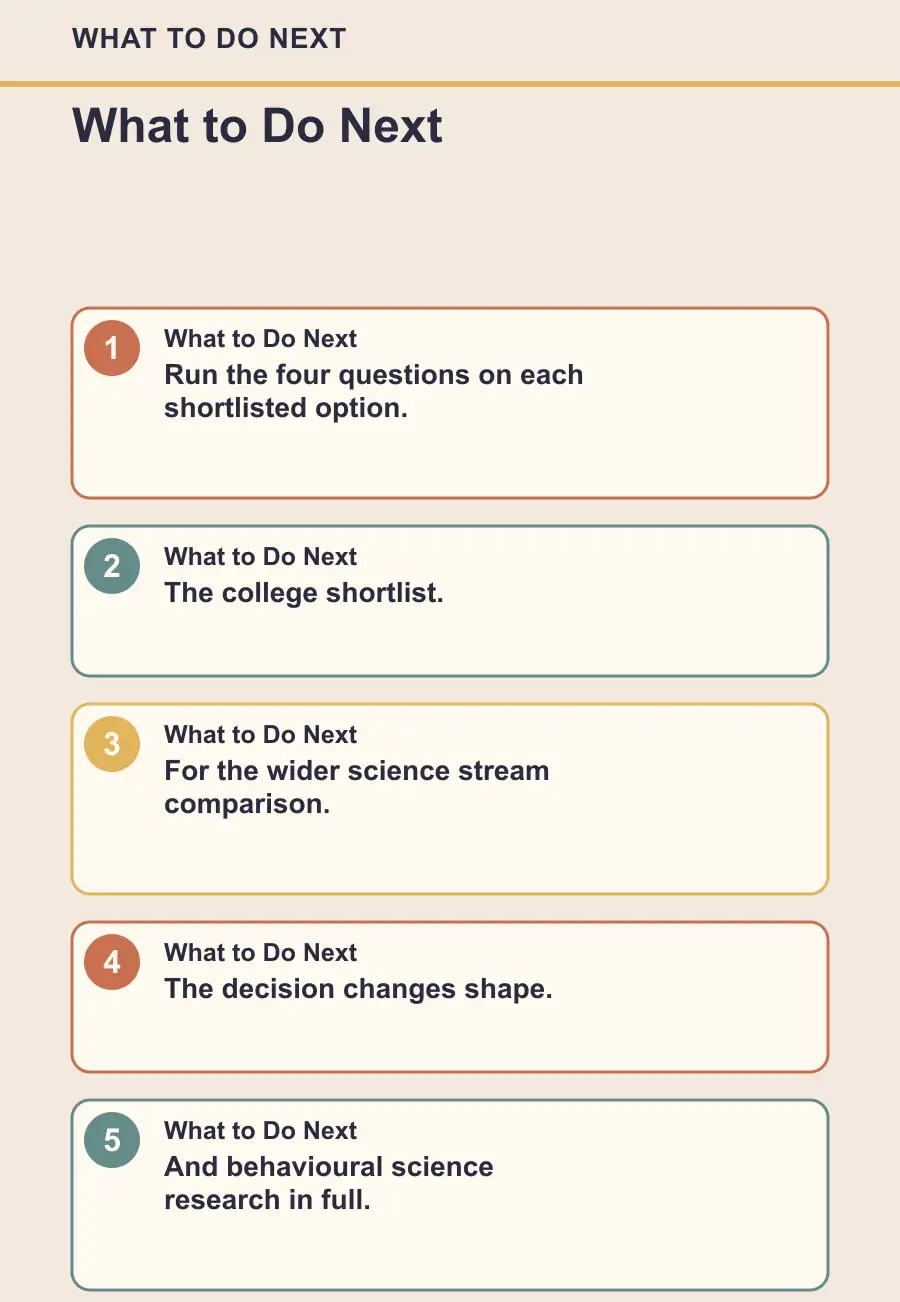 WHAT TO DO NEXT
What to Do Next
1
What to Do Next
Run the four questions on each
shortlisted option.
2
What to Do Next
The college shortlist.
3
What to Do Next
For the wider science stream
comparison.
4
What to Do Next
The decision changes shape.
5
What to Do Next
And behavioural science
research in full.